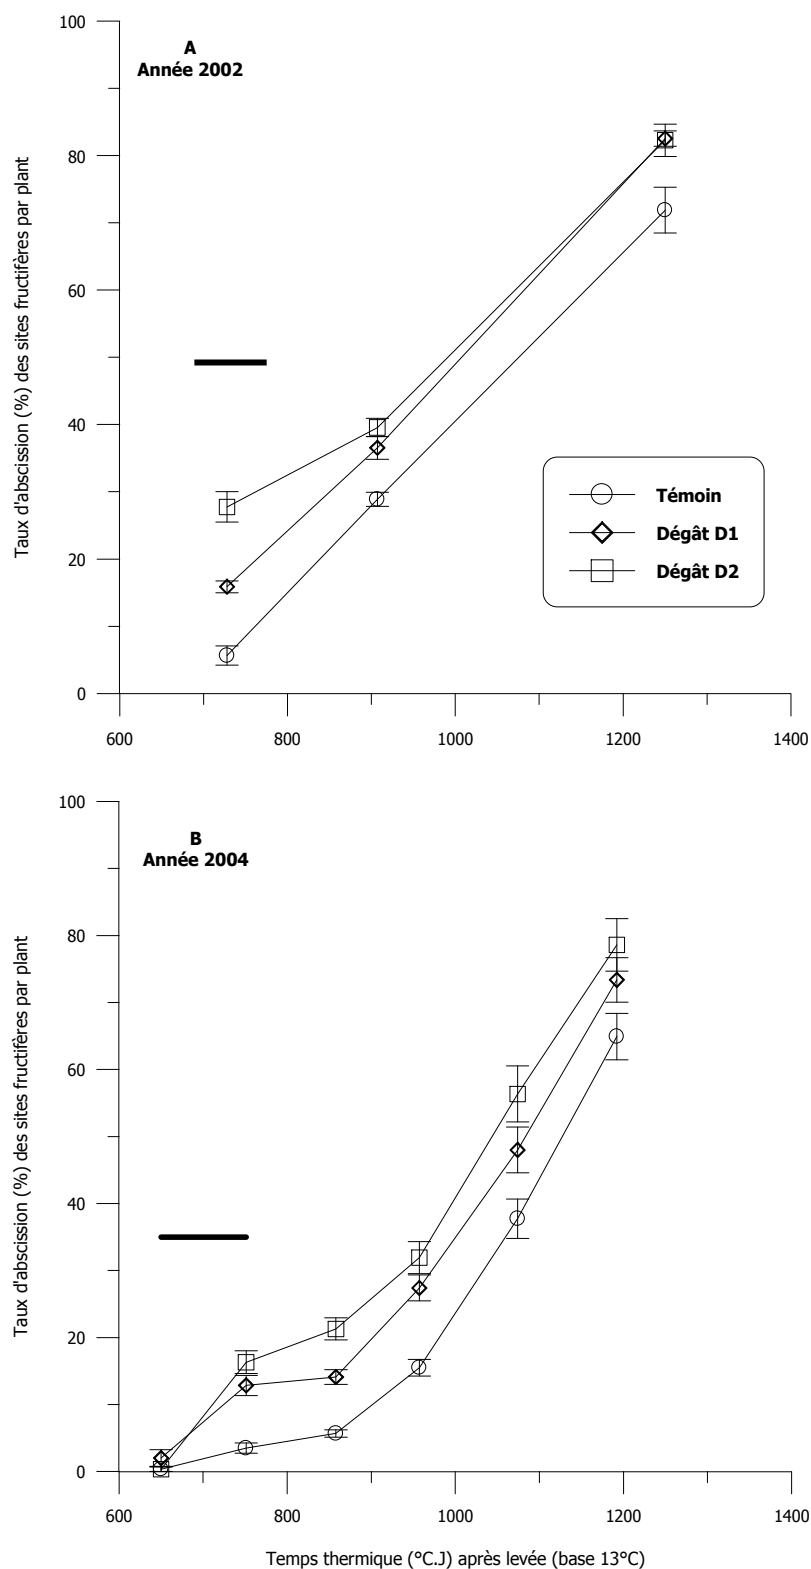 100
A
Année 2002
80
60
40
20
0
Taux d'abscission (%) des sites fructifères par plant
Témoin
Dégât D1
Dégât D2
600
800
1000
1200
1400
100
B
Année 2004
80
60
40
20
0
Taux d'abscission (%) des sites fructifères par plant
600
800
1000
1200
1400
Temps thermique (°C.J) après levée (base 13°C)